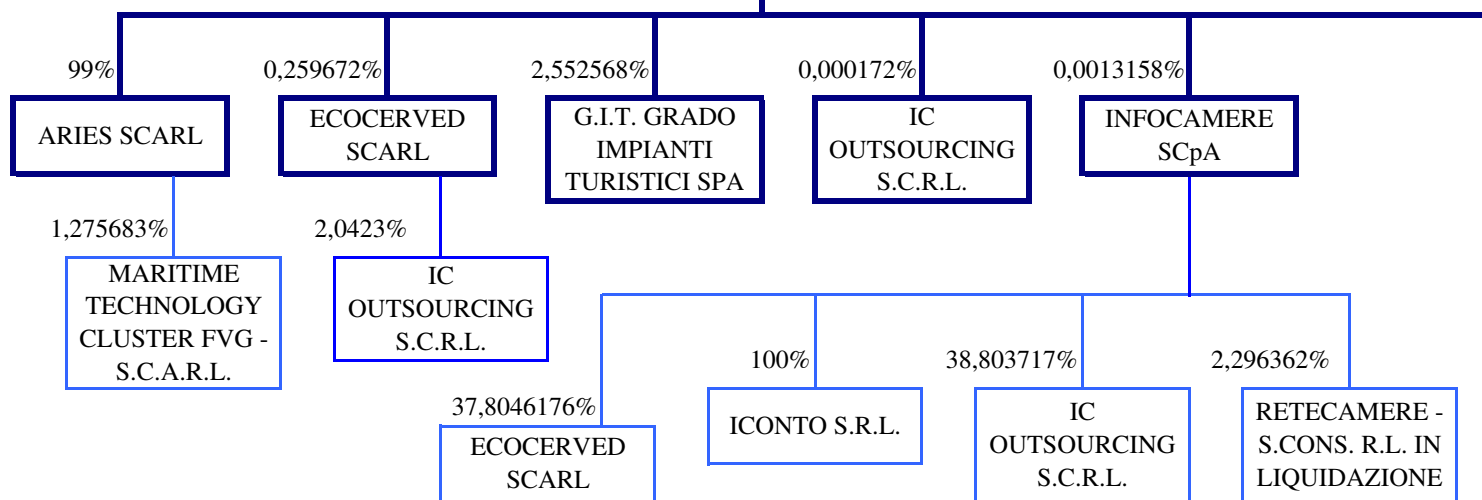 99%
0,259672%
2,552568%
0,000172%
0,0013158%
ARIES SCARL
ECOCERVED
SCARL
G.I.T. GRADO
IMPIANTI
TURISTICI SPA
IC
OUTSOURCING
S.C.R.L.
INFOCAMERE
SCpA
1,275683%
2,0423%
MARITIME
TECHNOLOGY
CLUSTER FVG -
S.C.A.R.L.
IC
OUTSOURCING
S.C.R.L.
37,8046176%
100%
38,803717%
2,296362%
ECOCERVED
SCARL
ICONTO S.R.L.
IC
OUTSOURCING
S.C.R.L.
RETECAMERE -
S.CONS. R.L. IN
LIQUIDAZIONE